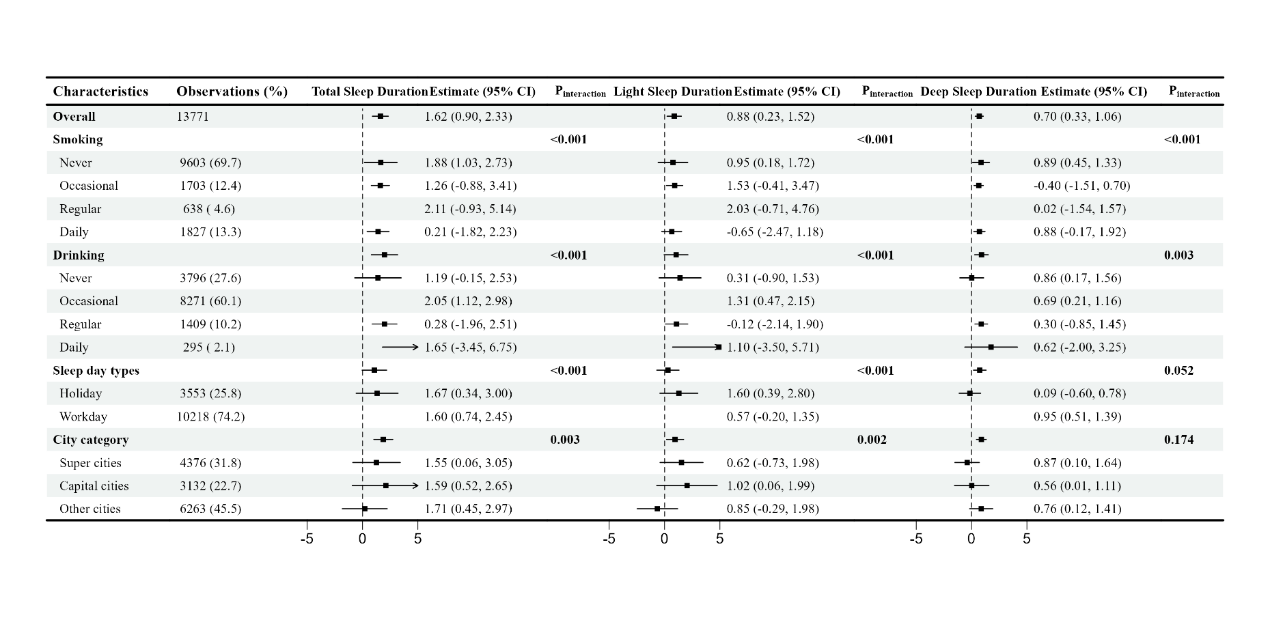 Characteristics Observations (%) Total Sleep Duration Estimate (95% CI) Pinteraction Light Sleep Duration Estimate (95% CI) Pinteraction Deep Sleep Duration Estimate (95% CI) Pinteraction
Overall 13771 1.62 (0.90, 2.33) 0.88 (0.23, 1.52) 0.70 (0.33, 1.06)
Smoking <0.001 <0.001 <0.001
Never 9603 (69.7) 1.88 (1.03, 2.73) 0.95 (0.18, 1.72) 0.89 (0.45, 1.33)
Occasional 1703 (12.4) 1.26 (-0.88, 3.41) 1.53 (-0.41, 3.47) -0.40 (-1.51, 0.70)
Regular 638 ( 4.6) 2.11 (-0.93, 5.14) 2.03 (-0.71, 4.76) 0.02 (-1.54, 1.57)
Daily 1827 (13.3) 0.21 (-1.82, 2.23) -0.65 (-2.47, 1.18) 0.88 (-0.17, 1.92)
Drinking <0.001 <0.001 0.003
Never 3796 (27.6) 1.19 (-0.15, 2.53) 0.31 (-0.90, 1.53) 0.86 (0.17, 1.56)
Occasional 8271 (60.1) 2.05 (1.12, 2.98) 1.31 (0.47, 2.15) 0.69 (0.21, 1.16)
Regular 1409 (10.2) 0.28 (-1.96, 2.51) -0.12 (-2.14, 1.90) 0.30 (-0.85, 1.45)
Daily 295 ( 2.1) 1.65 (-3.45, 6.75) 1.10 (-3.50, 5.71) 0.62 (-2.00, 3.25)
Sleep day types <0.001 <0.001 0.052
Holiday 3553 (25.8) 1.67 (0.34, 3.00) 1.60 (0.39, 2.80) 0.09 (-0.60, 0.78)
Workday 10218 (74.2) 1.60 (0.74, 2.45) 0.57 (-0.20, 1.35) 0.95 (0.51, 1.39)
City category 0.003 0.002 0.174
Super cities 4376 (31.8) 1.55 (0.06, 3.05) 0.62 (-0.73, 1.98) 0.87 (0.10, 1.64)
Capital cities 3132 (22.7) 1.59 (0.52, 2.65) 1.02 (0.06, 1.99) 0.56 (0.01, 1.11)
Other cities 6263 (45.5) 1.71 (0.45, 2.97) 0.85 (-0.29, 1.98) 0.76 (0.12, 1.41)
-5 0 5 -5 0 5 -5 0 5